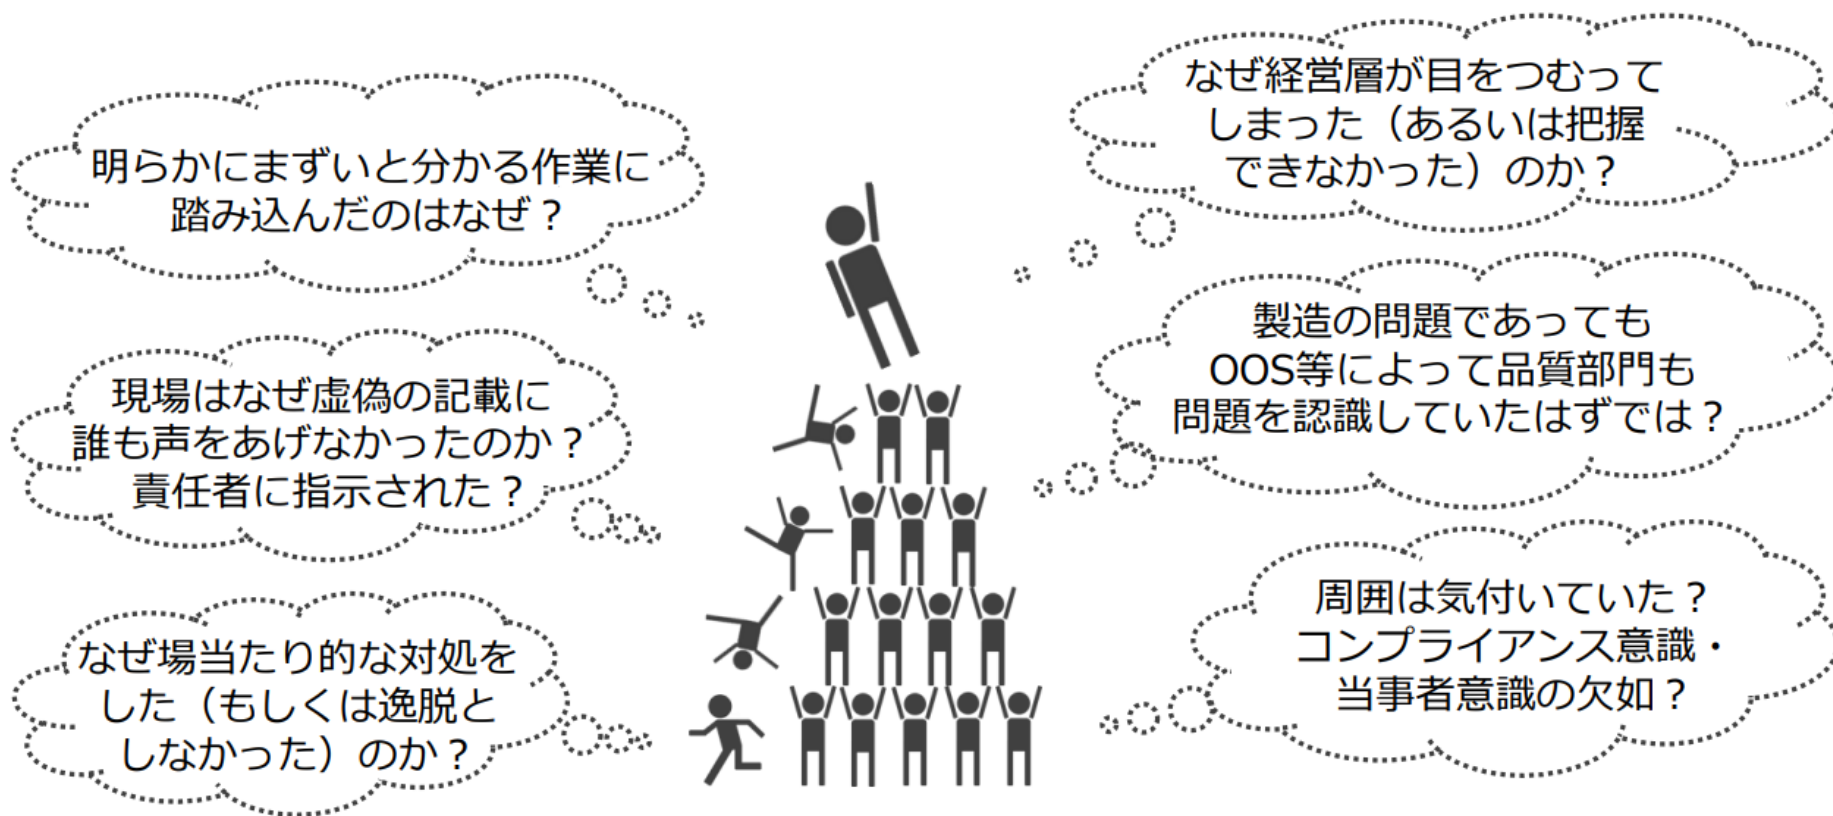 明らかにまずいと分かる作業に
踏み込んだのはなぜ？
現場はなぜ虚偽の記載に
誰も声をあげなかったのか？
責任者に指示された？
なぜ場当たり的な対処を
した（もしくは逸脱と
しなかった）のか？
なぜ経営層が目をつむって
しまった（あるいは把握
できなかった）のか？
製造の問題であっても
OOS等によって品質部門も
問題を認識していたはずでは？
周囲は気付いていた？
コンプライアンス意識・
当事者意識の欠如？